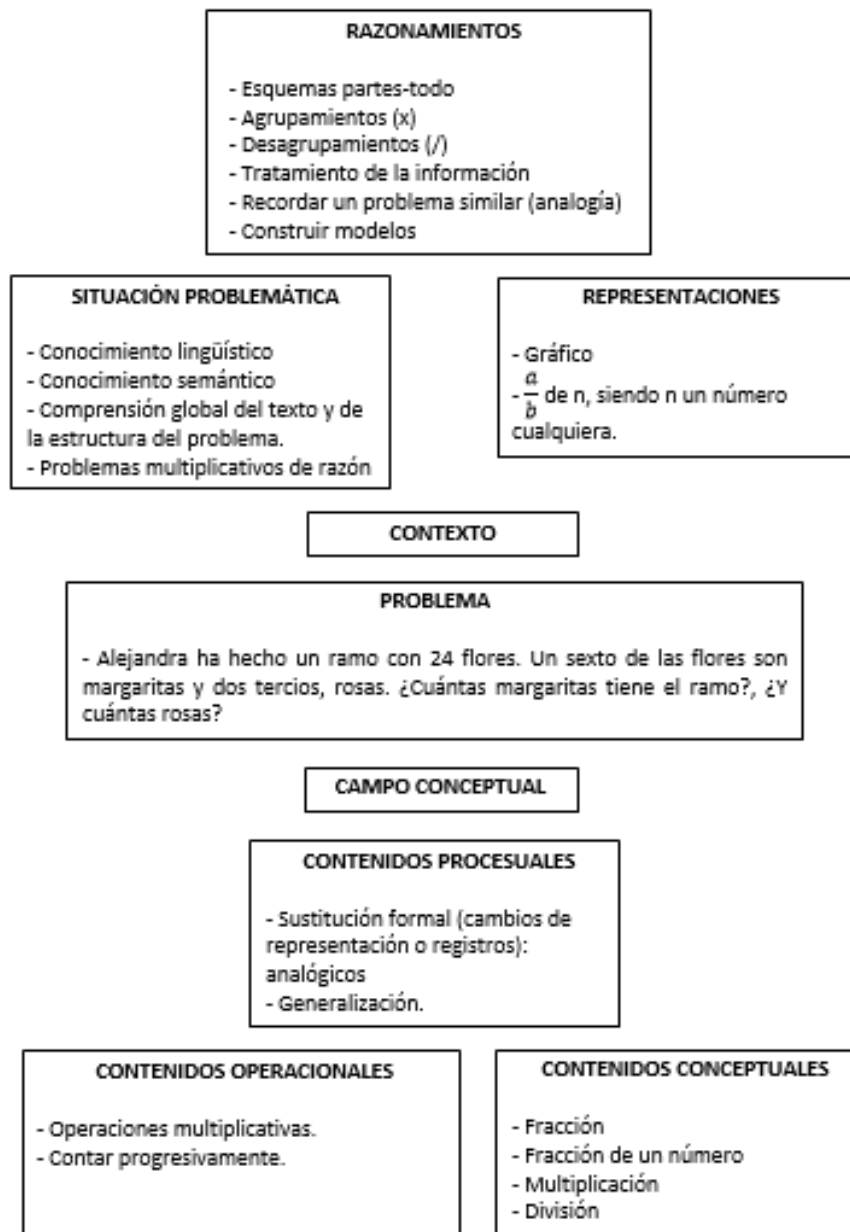 RAZONAMIENTOS
- Esquemas partes-todo
- Agrupamientos (x)
- Desagrupamientos (/)
- Tratamiento de la información
- Recordar un problema similar (analogía)
- Construir modelos
SITUACIÓN PROBLEMÁTICA
- Conocimiento lingüístico
- Conocimiento semántico
- Comprensión global del texto y de
la estructura del problema.
- Problemas multiplicativos de razón
REPRESENTACIONES
- Gráfico
- a/b de n, siendo n un número
cualquiera.
CONTEXTO
PROBLEMA
- Alejandra ha hecho un ramo con 24 flores. Un sexto de las flores son
margaritas y dos tercios, rosas. ¿Cuántas margaritas tiene el ramo?, ¿Y
cuántas rosas?
CAMPO CONCEPTUAL
CONTENIDOS PROCESUALES
- Sustitución formal (cambios de
representación o registros):
analógicos
- Generalización.
CONTENIDOS OPERACIONALES
- Operaciones multiplicativas.
- Contar progresivamente.
CONTENIDOS CONCEPTUALES
- Fracción
- Fracción de un número
- Multiplicación
- División